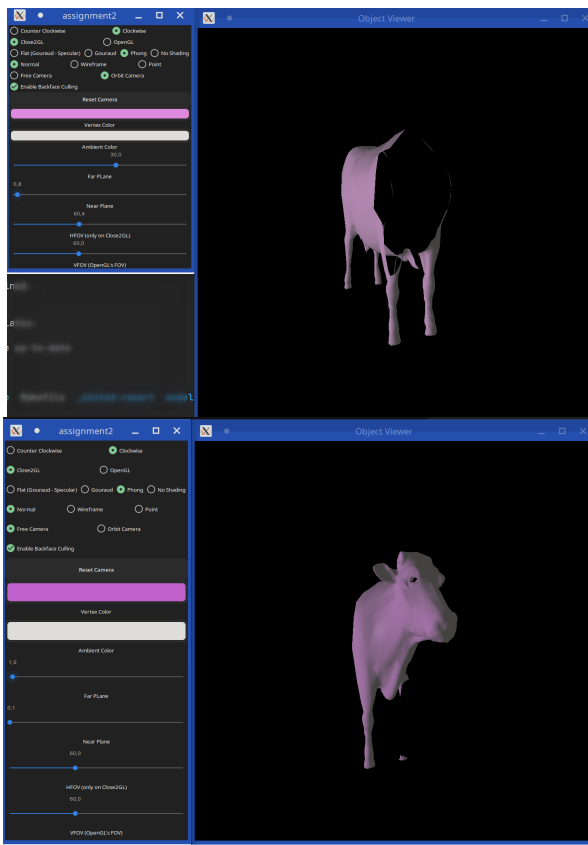 assignment2
Object Viewer
Counter Clockwise Clockwise
Close2GL OpenGL
Flat (Gouraud - Specular) Gouraud Phong No Shading
Normal Wireframe Point
Free Camera Orbit Camera
Enable Backface Culling
Reset Camera
Vertex Color
Ambient Color
30,0
Far PLane
0,8
Near Plane
60,4
HFOV (only on Close2GL)
60,0
VFOV (OpenGL's FOV)
up-to-date
Makefile
assignment2
Object Viewer
Counter Clockwise Clockwise
Close2GL OpenGL
Flat (Gouraud - Specular) Gouraud Phong No Shading
Normal Wireframe Point
Free Camera Orbit Camera
Enable Backface Culling
Reset Camera
Vertex Color
Ambient Color
1,0
Far PLane
0,1
Near Plane
60,0
HFOV (only on Close2GL)
60,0
VFOV (OpenGL's FOV)